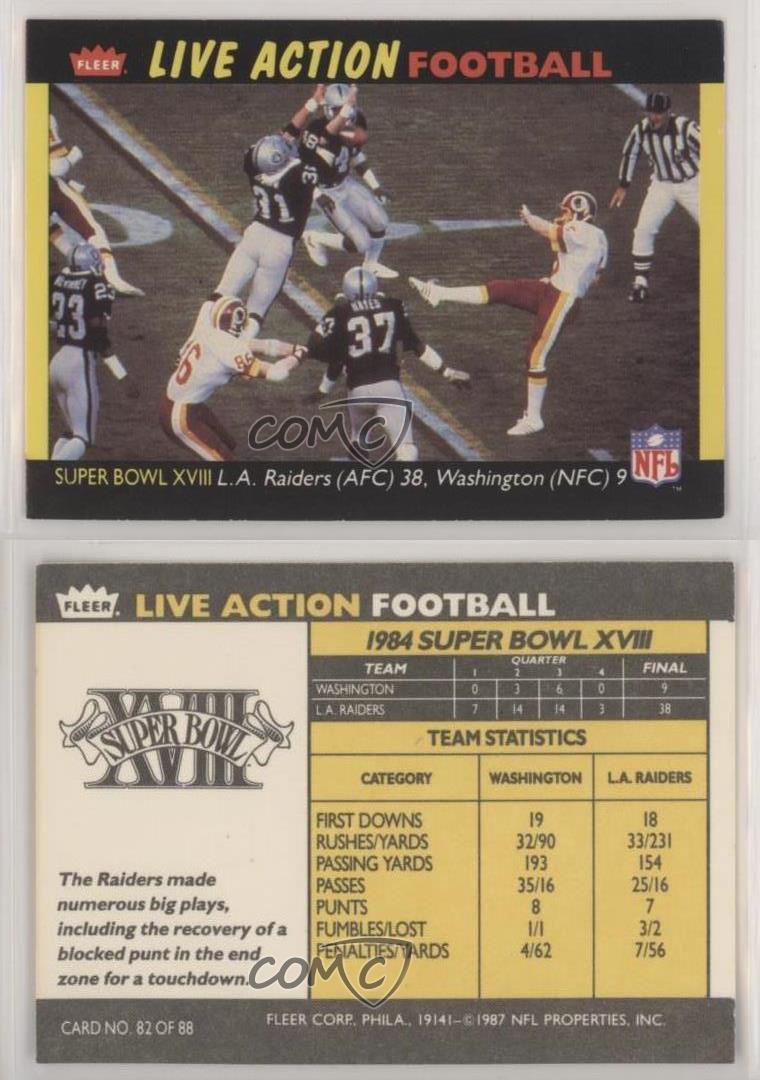 FLEER. LIVE ACTION FOOTBALL
31
46
HAYES
37
23
86
COMC
NFL
SUPER BOWL XVIII L.A. Raiders (AFC) 38, Washington (NFC) 9
TM
FLEER. LIVE ACTION FOOTBALL
XVIII
SUPER BOWL
The Raiders made
numerous big plays,
including the recovery of a
blocked punt in the end
zone for a touchdown.
1984 SUPER BOWL XVIII
TEAM QUARTER FINAL
1 2 3 4
WASHINGTON 0 3 6 0 9
L.A. RAIDERS 7 14 14 3 38
TEAM STATISTICS
CATEGORY WASHINGTON L.A. RAIDERS
FIRST DOWNS 19 18
RUSHES/YARDS 32/90 33/231
PASSING YARDS 193 154
PASSES 35/16 25/16
PUNTS 8 7
FUMBLES/LOST 1/1 3/2
PENALTIES/YARDS 4/62 7/56
COMC
CARD NO. 82 OF 88
FLEER CORP., PHILA., 19141-©1987 NFL PROPERTIES, INC.